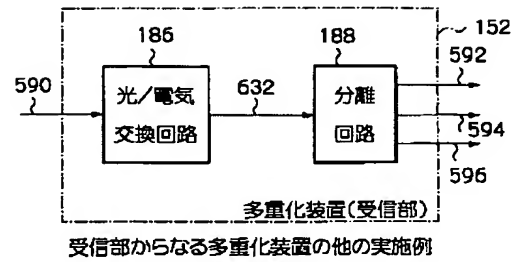 152
186
188
592
590
光/電気
交換回路
632
分離
回路
594
596
多重化装置(受信部)
受信部からなる多重化装置の他の実施例